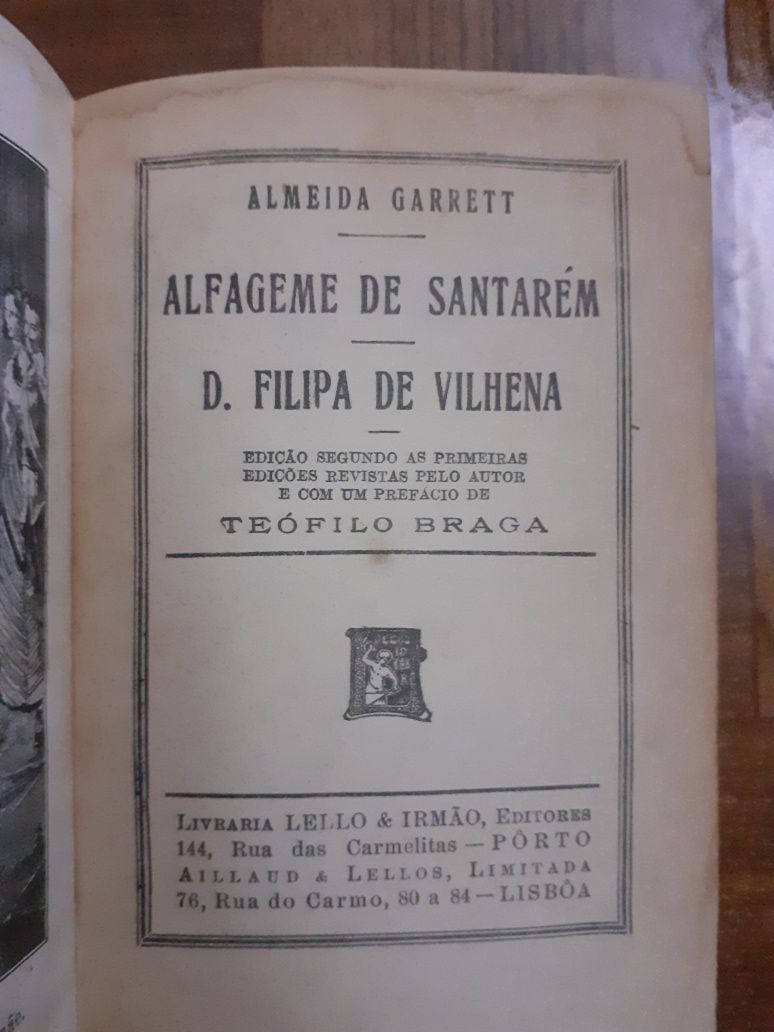 ALMEIDA GARRETT
ALFAGEME DE SANTARÉM
D. FILIPA DE VILHENA
EDIÇÃO SEGUNDO AS PRIMEIRAS
EDIÇÕES REVISTAS PELO AUTOR
E COM UM PREFÁCIO DE
TEÓFILO BRAGA
LIVRARIA LELLO & IRMÃO, EDITORES
144, Rua das Carmelitas — PÔRTO
AILLAUD & LELLOS, LIMITADA
76, Rua do Carmo, 80 a 84 — LISBÔA